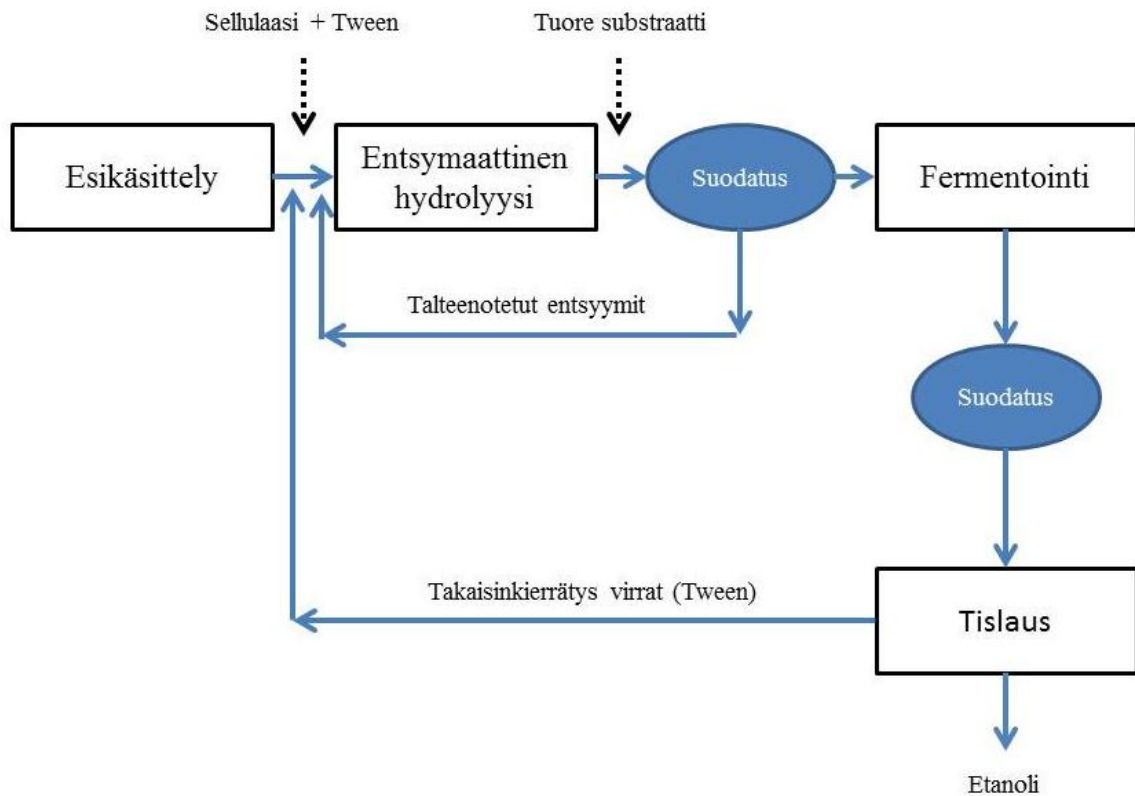 Sellulaasi + Tween
Tuore substraatti
Esikäsittely
Entsymaattinen
hydrolyysi
Suodatus
Fermentointi
Talteenotetut entsyymit
Suodatus
Takaisinkierrätys virrat (Tween)
Tislaus
Etanoli